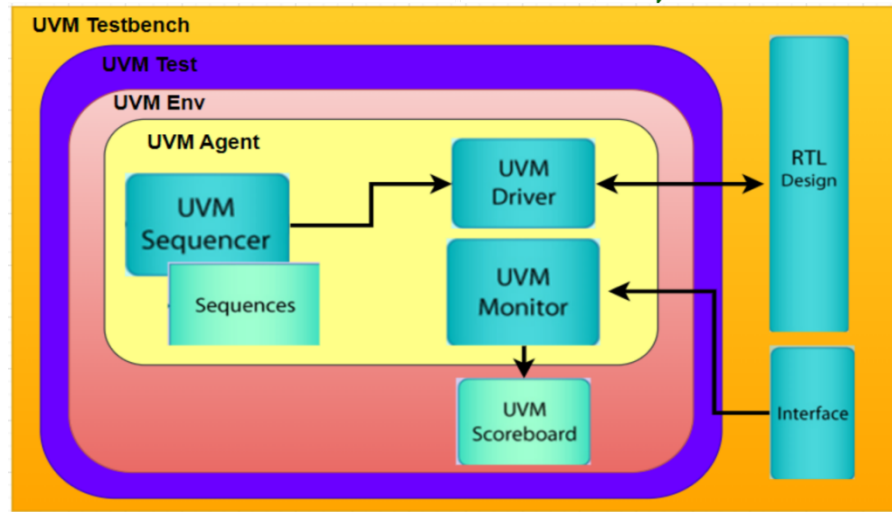 UVM Testbench
UVM Test
UVM Env
UVM Agent
UVM
Sequencer
Sequences
UVM
Driver
UVM
Monitor
UVM
Scoreboard
RTL
Design
Interface